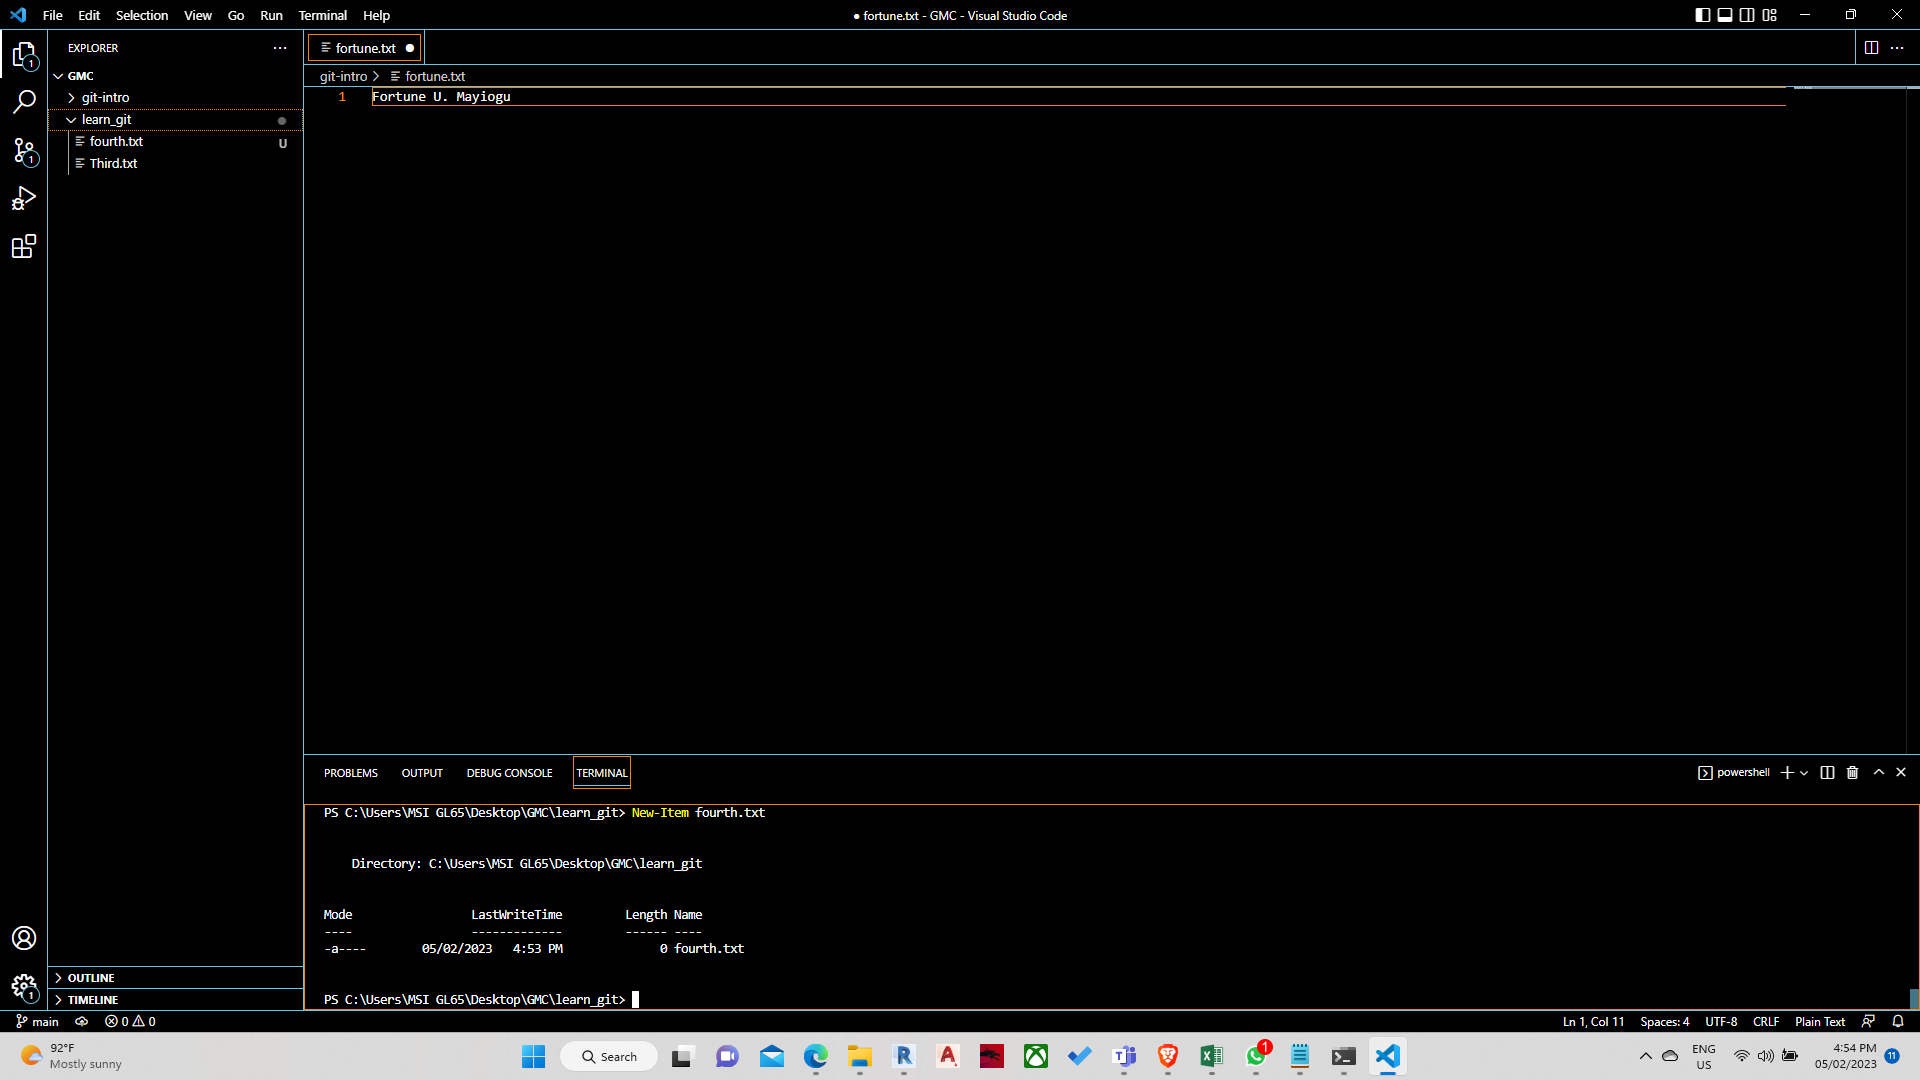 File Edit Selection View Go Run Terminal Help
● fortune.txt - GMC - Visual Studio Code
1
EXPLORER
GMC
git-intro
learn_git
fourth.txt U
Third.txt
1
fortune.txt
git-intro > fortune.txt
1 Fortune U. Mayiogu
PROBLEMS OUTPUT DEBUG CONSOLE TERMINAL
powershell
PS C:\Users\MSI GL65\Desktop\GMC\learn_git> New-Item fourth.txt
Directory: C:\Users\MSI GL65\Desktop\GMC\learn_git
Mode LastWriteTime Length Name
---- ------------- ------ ----
-a---- 05/02/2023 4:53 PM 0 fourth.txt
PS C:\Users\MSI GL65\Desktop\GMC\learn_git>
1
OUTLINE
TIMELINE
main 0 0
Ln 1, Col 11 Spaces: 4 UTF-8 CRLF Plain Text
92°F
Mostly sunny
Search
R
A
1
ENG
US
4:54 PM
05/02/2023
11